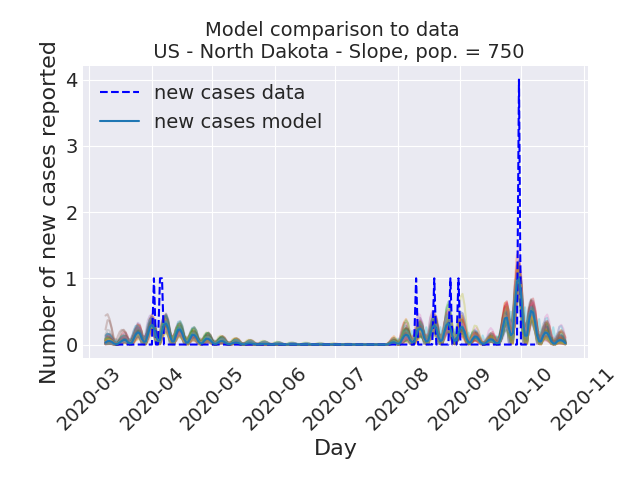 Model comparison to data
US - North Dakota - Slope, pop. = 750
new cases data
new cases model
Number of new cases reported
4
3
2
1
0
2020-03
2020-04
2020-05
2020-06
2020-07
2020-08
2020-09
2020-10
2020-11
Day